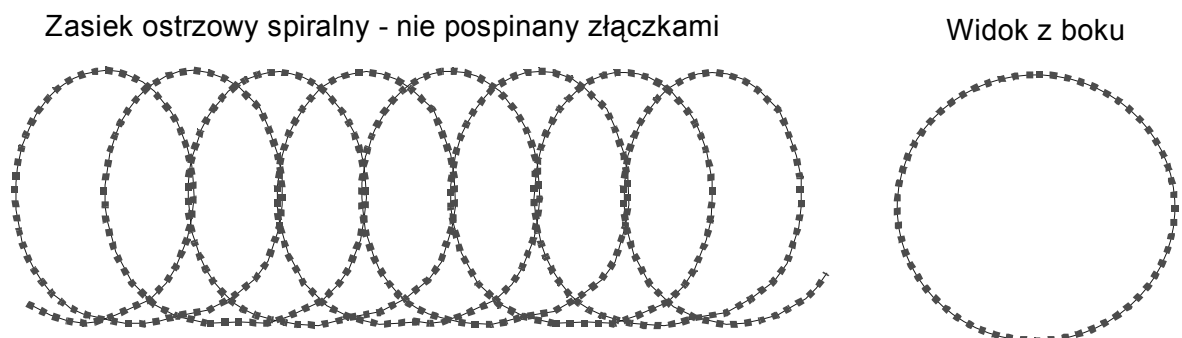 Zasiek ostrzowy spiralny - nie pospinany złączkami
Widok z boku